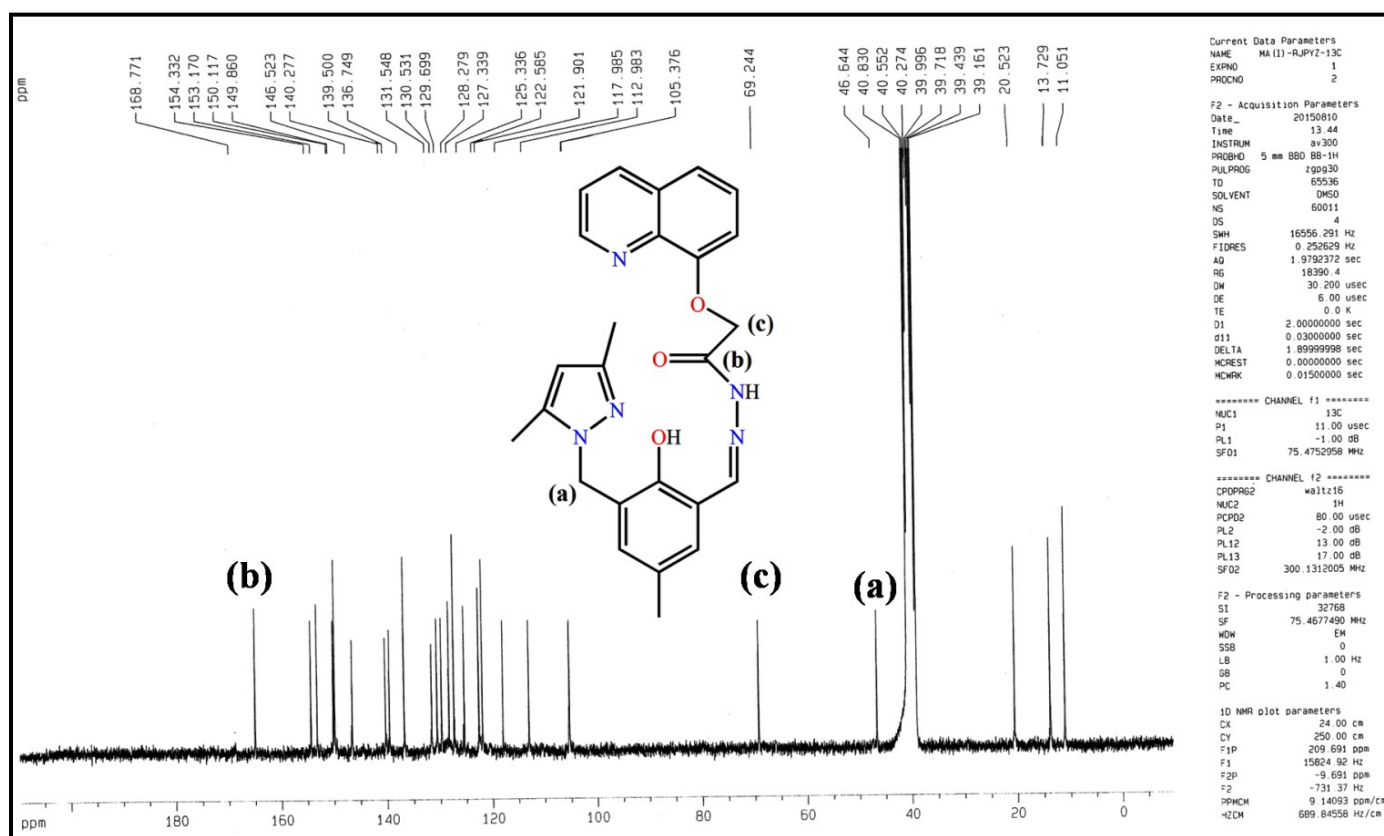 ppm
168.771
154.332
153.170
150.117
149.860
146.523
140.277
139.500
136.749
131.548
130.531
129.699
128.279
127.339
125.336
122.585
121.901
117.985
112.983
105.376
69.244
46.644
40.830
40.552
40.274
39.996
39.718
39.439
39.161
20.523
13.729
11.051
N
O
(c)
O
(b)
NH
N
N
N
OH
(a)
(b)
(c)
(a)
180
160
140
120
100
80
60
40
20
0
ppm
Current Data Parameters
NAME MA(I)-RJPYZ-13C
EXPNO 1
PROCNO 2
F2 - Acquisition Parameters
Date_ 20150810
Time 13.44
INSTRUM av300
PROBHD 5 mm BBO BB-1H
PULPROG zgpg30
TD 65536
SOLVENT DMSO
NS 60011
DS 4
SWH 16556.291 Hz
FIDRES 0.252629 Hz
AQ 1.9792372 sec
RG 18390.4
DW 30.200 usec
DE 6.00 usec
TE 0.0 K
D1 2.00000000 sec
d11 0.03000000 sec
DELTA 1.89999998 sec
MCREST 0.00000000 sec
MCWRK 0.01500000 sec
======== CHANNEL f1 ========
NUC1 13C
P1 11.00 usec
PL1 -1.00 dB
SFO1 75.4752958 MHz
======== CHANNEL f2 ========
CPDPRG2 waltz16
NUC2 1H
PCPD2 80.00 usec
PL2 -2.00 dB
PL12 13.00 dB
PL13 17.00 dB
SFO2 300.1312005 MHz
F2 - Processing parameters
SI 32768
SF 75.4677490 MHz
WDW EM
SSB 0
LB 1.00 Hz
GB 0
PC 1.40
1D NMR plot parameters
CX 24.00 cm
CY 250.00 cm
F1P 209.691 ppm
F1 15824.92 Hz
F2P -9.691 ppm
F2 -731.37 Hz
PPMCM 9.14093 ppm/cm
HZCM 689.84558 Hz/cm